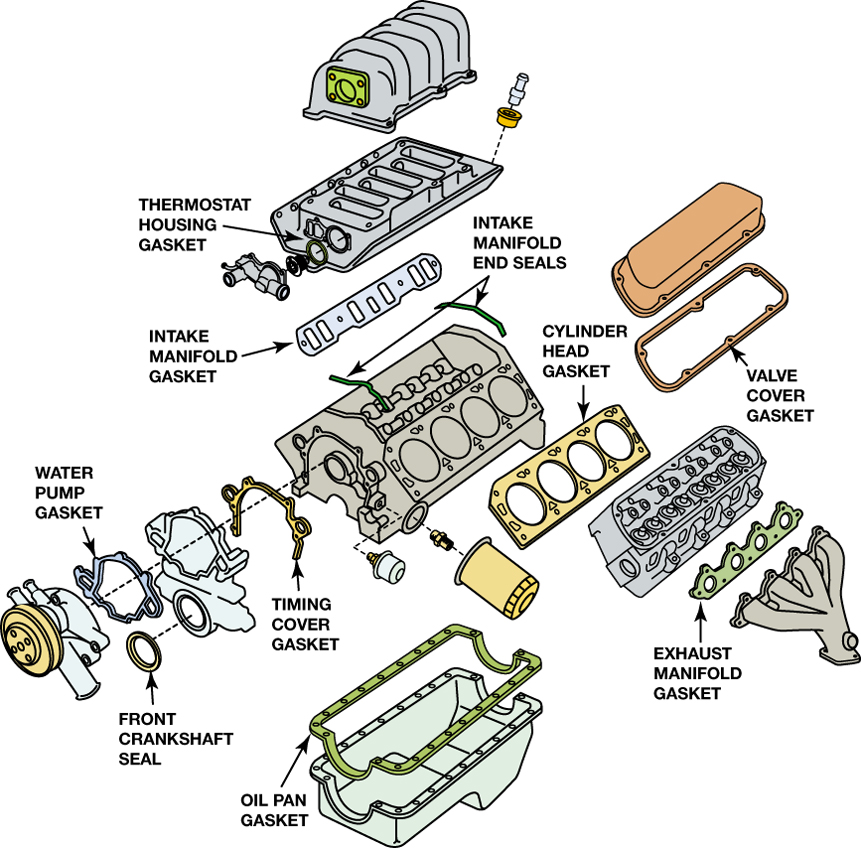 THERMOSTAT
HOUSING
GASKET
INTAKE
MANIFOLD
END SEALS
INTAKE
MANIFOLD
GASKET
CYLINDER
HEAD
GASKET
VALVE
COVER
GASKET
WATER
PUMP
GASKET
TIMING
COVER
GASKET
EXHAUST
MANIFOLD
GASKET
FRONT
CRANKSHAFT
SEAL
OIL PAN
GASKET